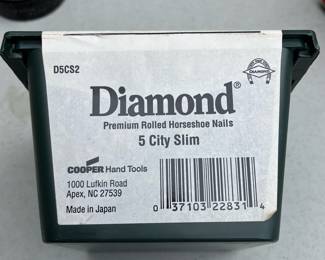 D5CS2
DIAMOND
Diamond®
Premium Rolled Horseshoe Nails
5 City Slim
COOPER Hand Tools
1000 Lufkin Road
Apex, NC 27539
Made in Japan
0 37103 22831 4